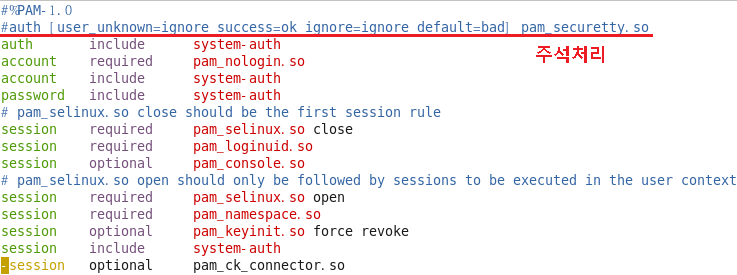 #%PAM-1.0
#auth [user_unknown=ignore success=ok ignore=ignore default=bad] pam_securetty.so
auth include system-auth
주석처리
account required pam_nologin.so
account include system-auth
password include system-auth
# pam_selinux.so close should be the first session rule
session required pam_selinux.so close
session required pam_loginuid.so
session optional pam_console.so
# pam_selinux.so open should only be followed by sessions to be executed in the user context
session required pam_selinux.so open
session required pam_namespace.so
session optional pam_keyinit.so force revoke
session include system-auth
-session optional pam_ck_connector.so